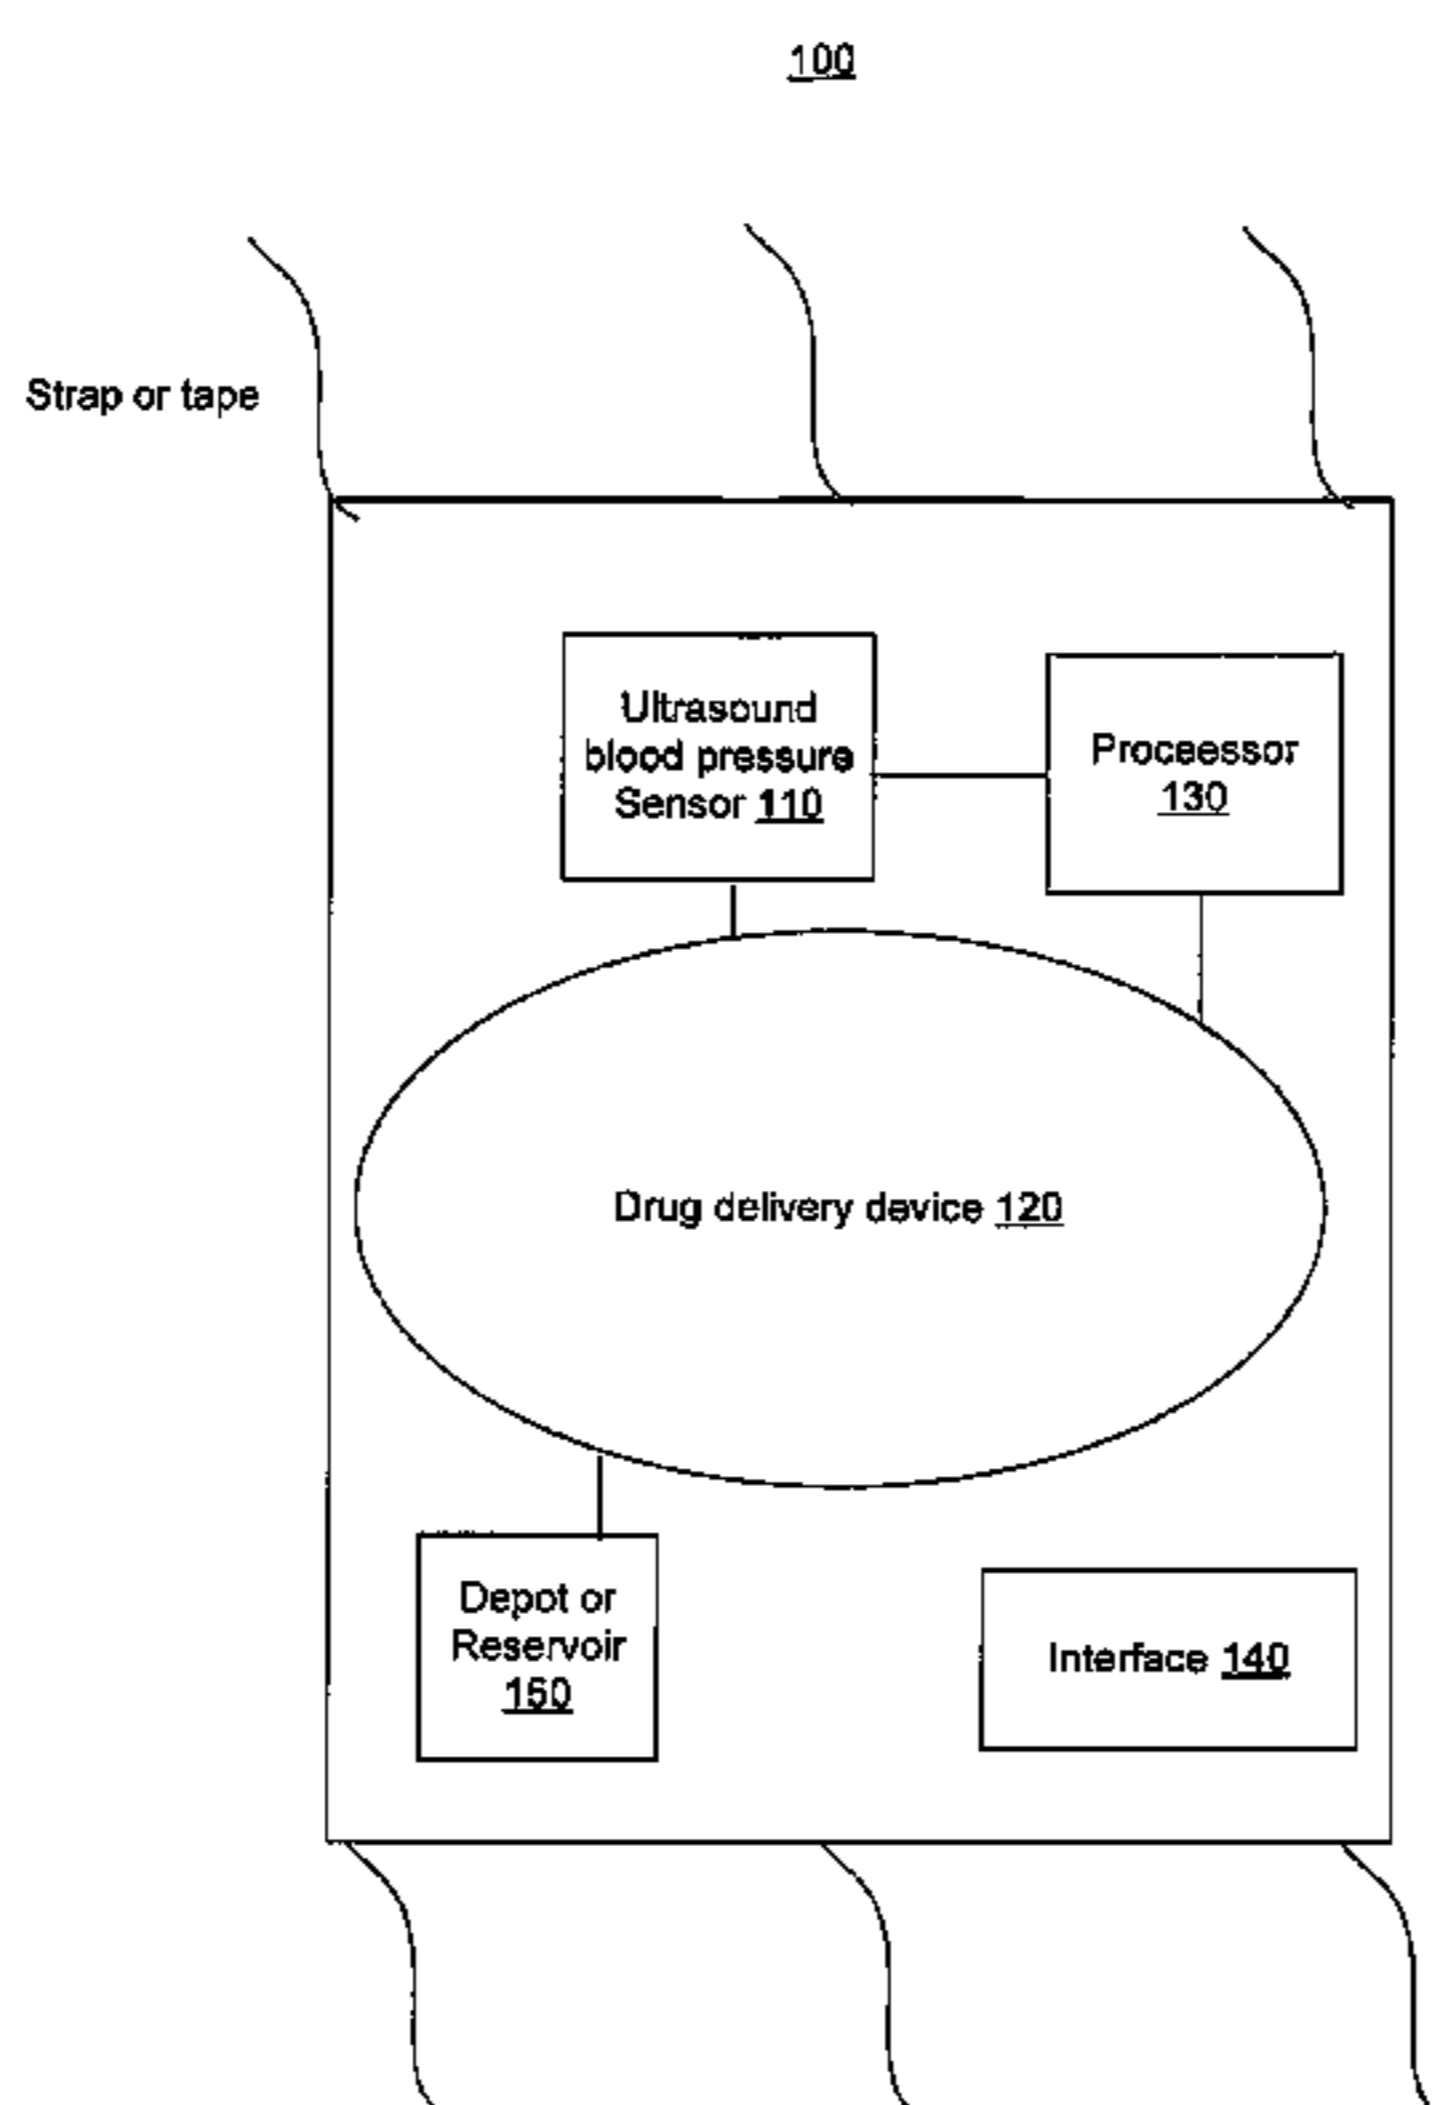 100
Strap or tape
Ultrasound
blood pressure
Sensor 110
Proceessor
130
Drug delivery device 120
Depot or
Reservoir
150
Interface 140